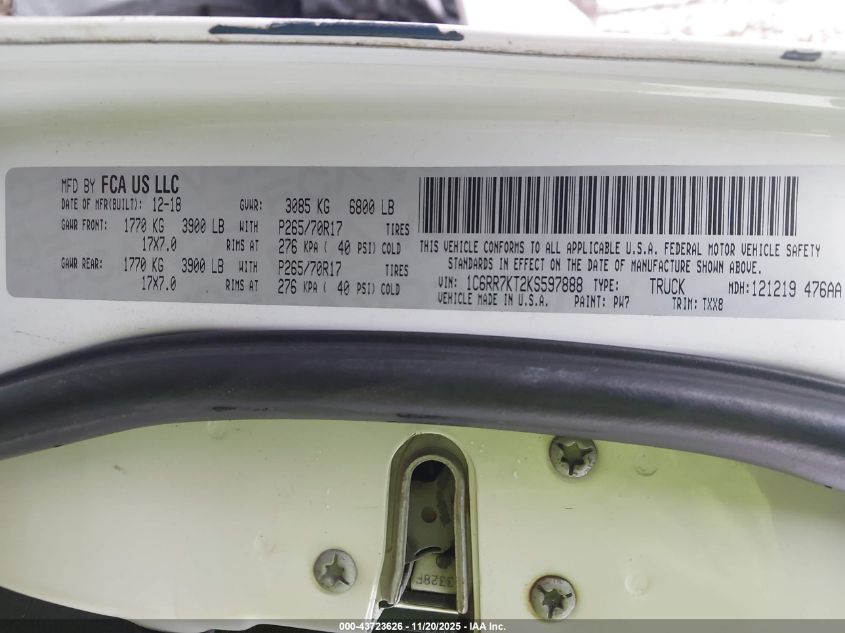 MFD BY FCA US LLC
DATE OF MFR(BUILT): 12-18 GVWR: 3085 KG 6800 LB
GAWR FRONT: 1770 KG 3900 LB WITH P265/70R17 TIRES
17X7.0 RIMS AT 276 KPA ( 40 PSI) COLD
GAWR REAR: 1770 KG 3900 LB WITH P265/70R17 TIRES
17X7.0 RIMS AT 276 KPA ( 40 PSI) COLD
THIS VEHICLE CONFORMS TO ALL APPLICABLE U.S.A. FEDERAL MOTOR VEHICLE SAFETY
STANDARDS IN EFFECT ON THE DATE OF MANUFACTURE SHOWN ABOVE.
VIN: 1C6RR7KT2KS597888 TYPE: TRUCK MDH: 121219 476AA
VEHICLE MADE IN U.S.A. PAINT: PW7 TRIM: TXX8
3328F
000-43723626 - 11/20/2025 - IAA Inc.